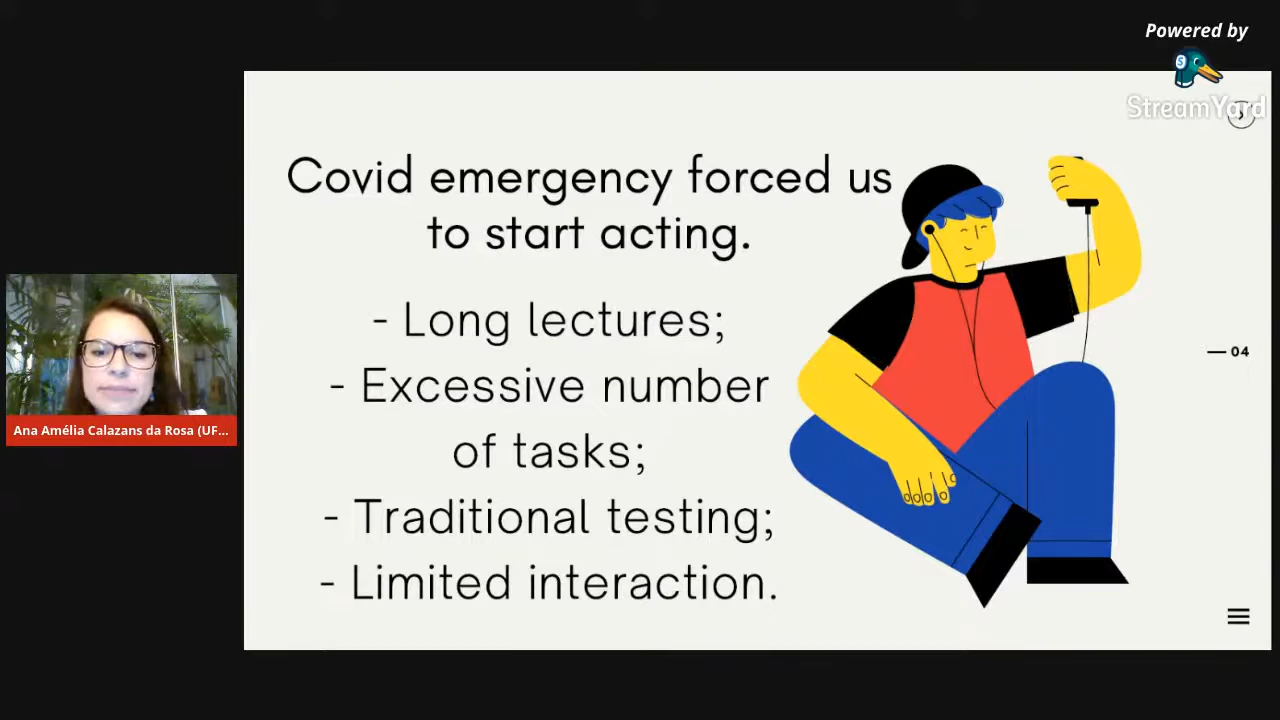 Powered by
StreamYard
Covid emergency forced us
to start acting.
- Long lectures;
- Excessive number
of tasks;
- Traditional testing;
- Limited interaction.
04
Ana Amélia Calazans da Rosa (UF...